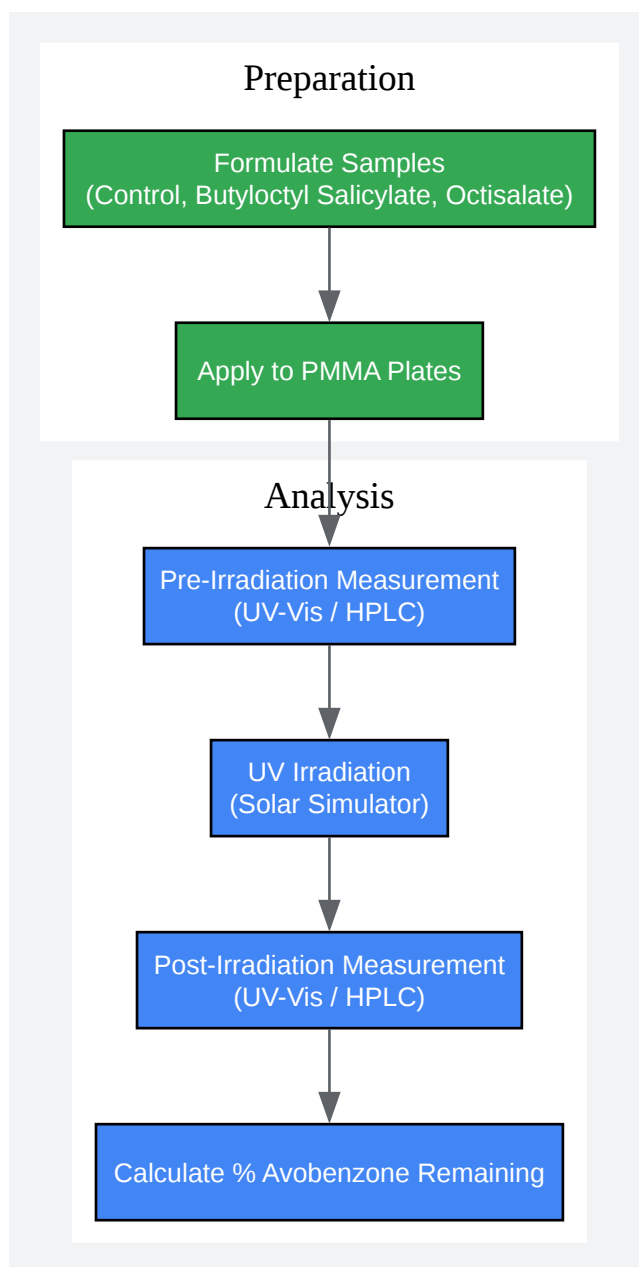 Preparation
Formulate Samples
(Control, Butyloctyl Salicylate, Octisalate)
Apply to PMMA Plates
Analysis
Pre-Irradiation Measurement
(UV-Vis / HPLC)
UV Irradiation
(Solar Simulator)
Post-Irradiation Measurement
(UV-Vis / HPLC)
Calculate % Avobenzone Remaining